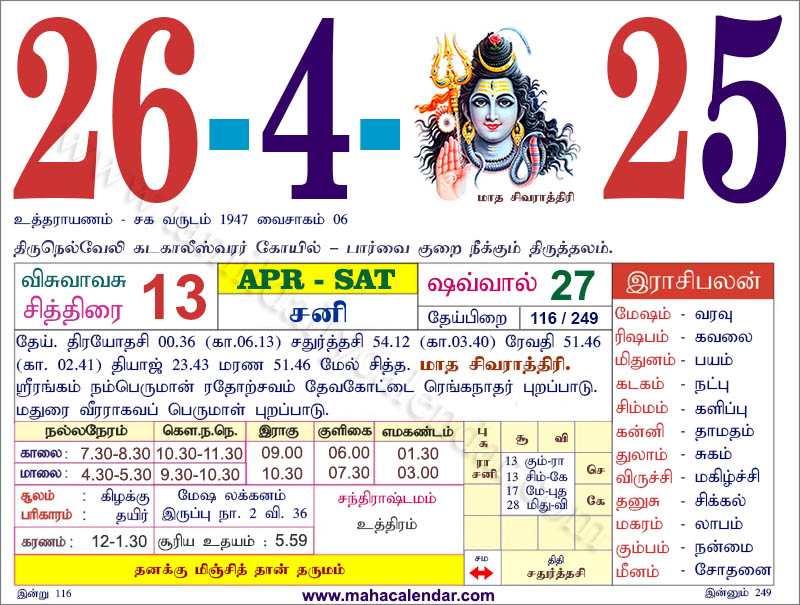 26-4-25
மாத சிவராத்திரி
உத்தராயணம் - சக வருடம் 1947 வைசாகம் 06
திருநெல்வேலி கடகாலீஸ்வரர் கோயில் – பார்வை குறை நீக்கும் திருத்தலம்.
விசுவாவசு
சித்திரை 13
APR - SAT
சனி
ஷவ்வால் 27
தேய்பிறை 116 / 249
தேய். திரயோதசி 00.36 (கா.06.13) சதுர்த்தசி 54.12 (கா.03.40) ரேவதி 51.46
(கா. 02.41) தியாஜ் 23.43 மரண 51.46 மேல் சித்த. மாத சிவராத்திரி.
ஸ்ரீரங்கம் நம்பெருமான் ரதோற்சவம் தேவகோட்டை ரெங்கநாதர் புறப்பாடு.
மதுரை வீரராகவப் பெருமாள் புறப்பாடு.
நல்லநேரம் கௌ.ந.நெ. இராகு குளிகை எமகண்டம்
காலை: 7.30-8.30 10.30-11.30 09.00 06.00 01.30
மாலை: 4.30-5.30 9.30-10.30 10.30 07.30 03.00
சூலம் : கிழக்கு
பரிகாரம் : தயிர்
மேஷ லக்கனம்
இருப்பு நா. 2 வி. 36
சந்திராஷ்டமம்
உத்திரம்
கரணம்: 12-1.30 சூரிய உதயம் : 5.59
தனக்கு மிஞ்சித் தான் தருமம்
பு
சு
சூ
வி
ரா
சனி
13 கும்-ரா
13 சிம்-கே
17 மே-புத
28 மிது-வி
செ
கே
சம
திதி
சதுர்த்தசி
இராசிபலன்
மேஷம் - வரவு
ரிஷபம் - கவலை
மிதுனம் - பயம்
கடகம் - நட்பு
சிம்மம் - களிப்பு
கன்னி - தாமதம்
துலாம் - சுகம்
விருச்சி - மகிழ்ச்சி
தனுசு - சிக்கல்
மகரம் - லாபம்
கும்பம் - நன்மை
மீனம் - சோதனை
இன்று 116
www.mahacalendar.com
இன்னும் 249